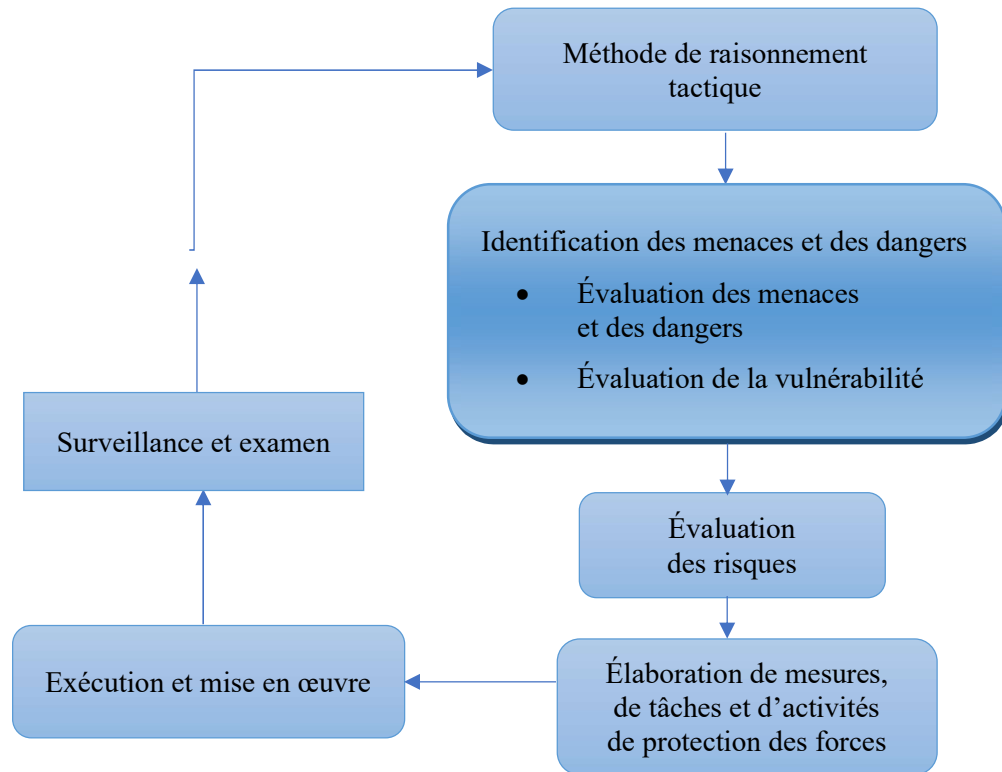 Méthode de raisonnement
tactique
Identification des menaces et des dangers
• Évaluation des menaces
et des dangers
• Évaluation de la vulnérabilité
Évaluation
des risques
Élaboration de mesures,
de tâches et d’activités
de protection des forces
Exécution et mise en œuvre
Surveillance et examen